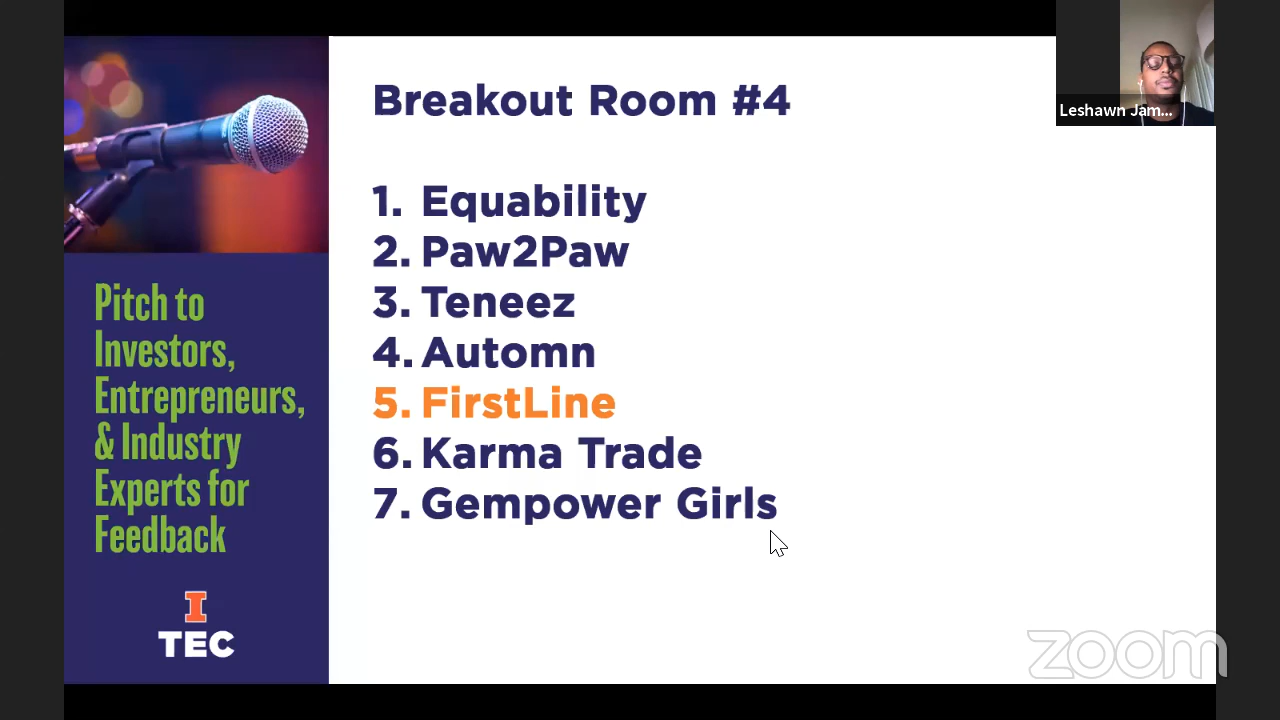 Breakout Room #4
1. Equability
2. Paw2Paw
3. Teneez
4. Automn
5. FirstLine
6. Karma Trade
7. Gempower Girls
Pitch to
Investors,
Entrepreneurs,
& Industry
Experts for
Feedback
I
TEC
Leshawn Jam...
zoom